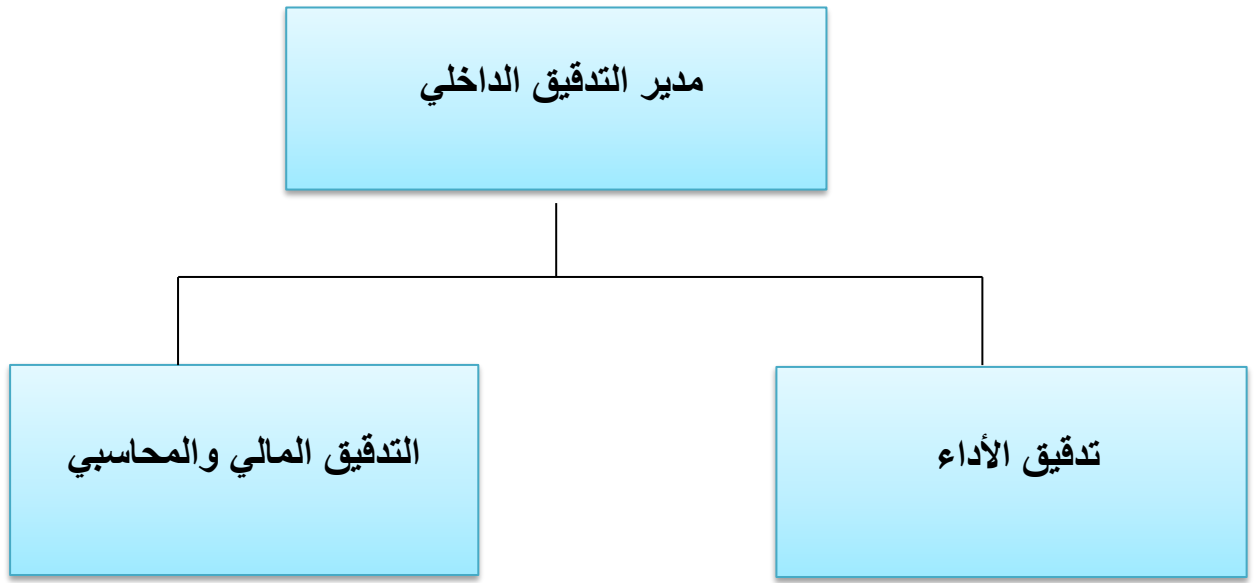 مدير التدقيق الداخلي
تدقيق الأداء
التدقيق المالي والمحاسبي